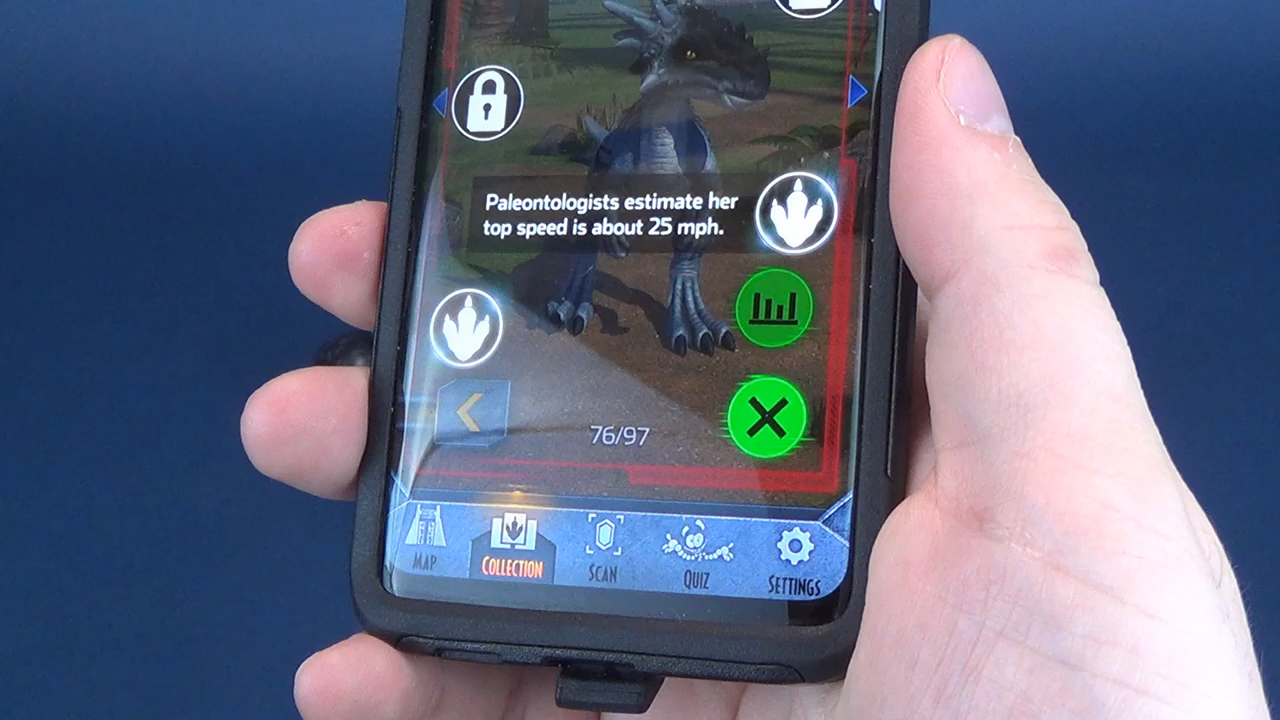 Paleontologists estimate her
top speed is about 25 mph.
76/97
MAP
COLLECTION
SCAN
QUIZ
SETTINGS